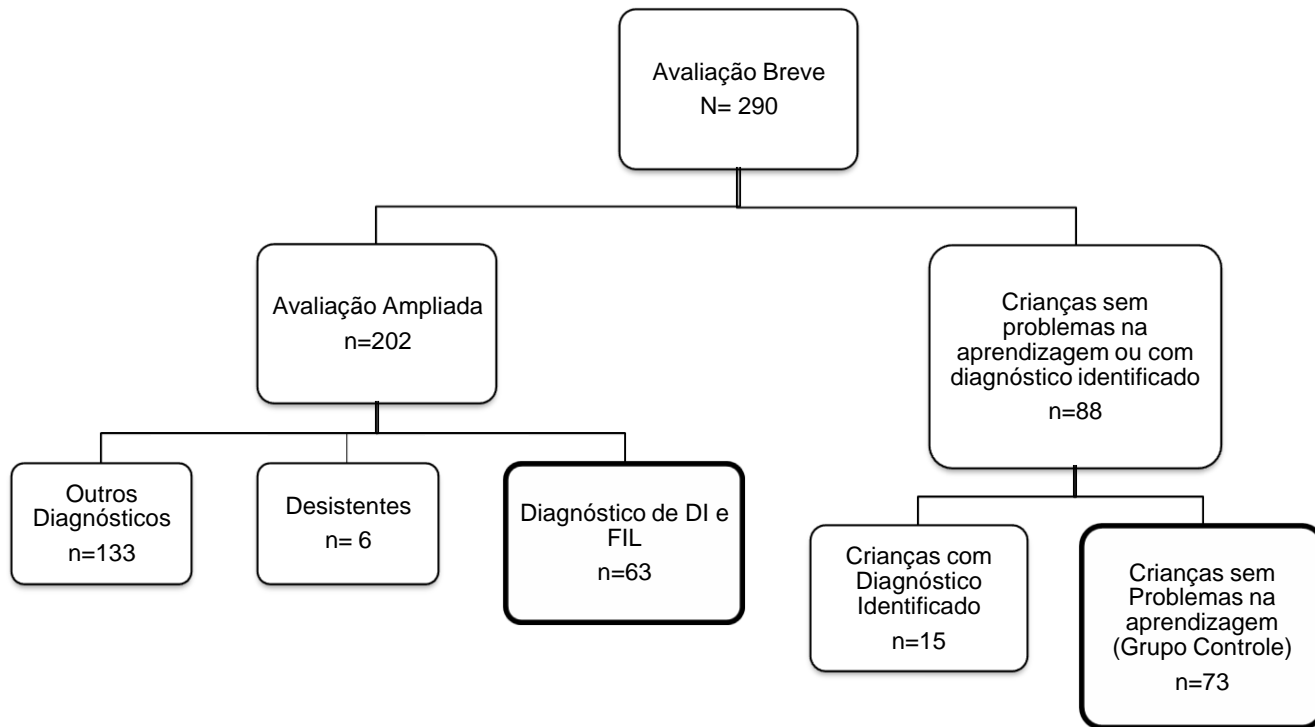 Avaliação Breve
N= 290
Avaliação Ampliada
n=202
Crianças sem
problemas na
aprendizagem ou com
diagnóstico identificado
n=88
Outros
Diagnósticos
n=133
Desistentes
n= 6
Diagnóstico de DI e
FIL
n=63
Crianças com
Diagnóstico
Identificado
n=15
Crianças sem
Problemas na
aprendizagem
(Grupo Controle)
n=73